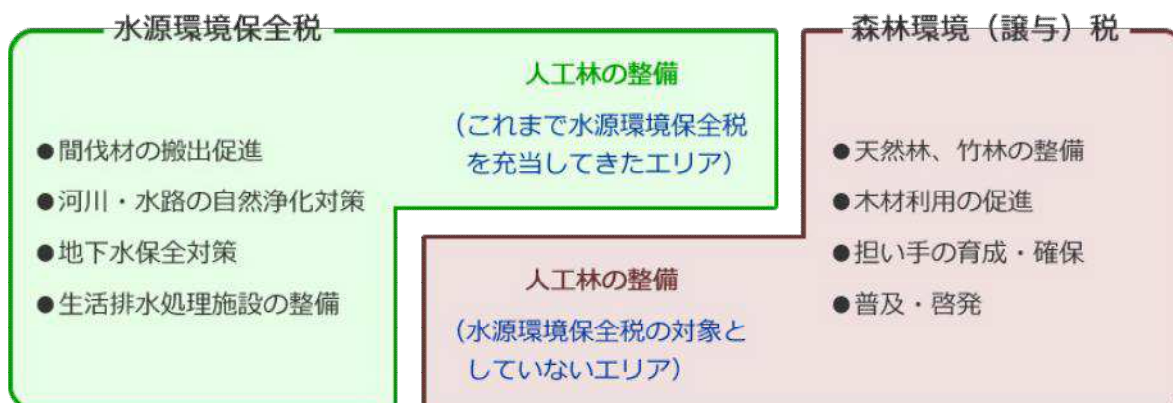 水源環境保全税
●間伐材の搬出促進
●河川・水路の自然浄化対策
●地下水保全対策
●生活排水処理施設の整備
人工林の整備
（これまで水源環境保全税
を充当してきたエリア）
森林環境（譲与）税
●天然林、竹林の整備
●木材利用の促進
●担い手の育成・確保
●普及・啓発
人工林の整備
（水源環境保全税の対象と
していないエリア）